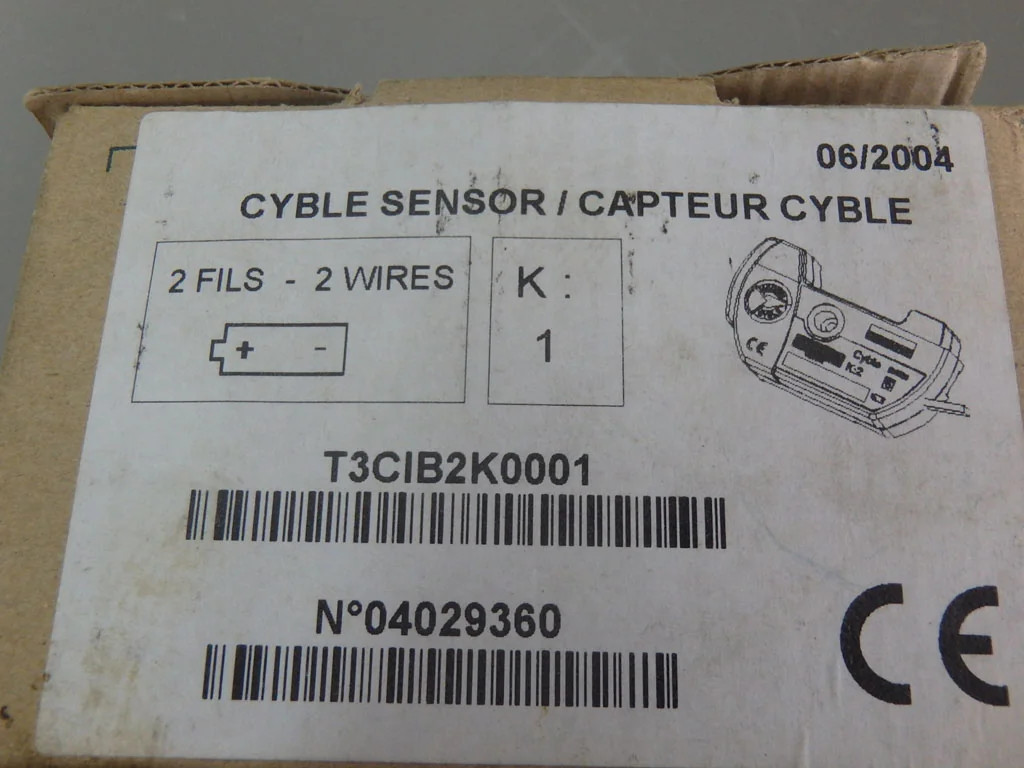 06/2004
CYBLE SENSOR / CAPTEUR CYBLE
2 FILS - 2 WIRES
+ -
K :
1
CE
Cyble
K=2
T3CIB2K0001
N°04029360
CE